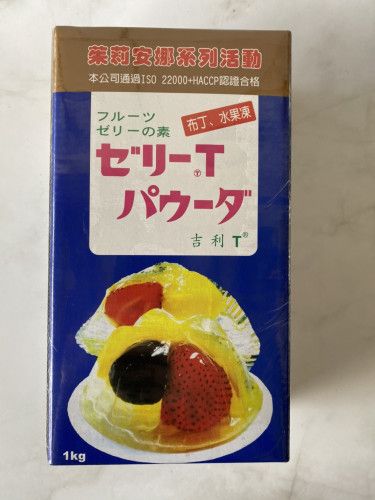 茱莉安娜系列活動
本公司通過ISO 22000+HACCP認證合格
フルーツ
ゼリーの素
布丁、水果凍
ゼリーT
パウーダ
吉利 T®
1kg